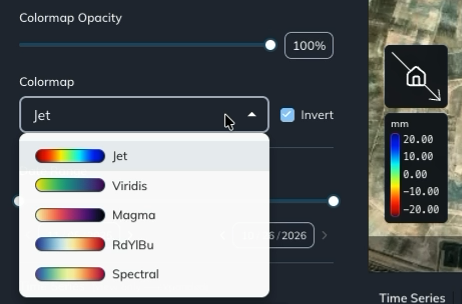 Colormap Opacity
100%
Colormap
Jet
Invert
Jet
Viridis
Magma
RdYlBu
Spectral
/2026
mm
20.00
10.00
0.00
-10.00
-20.00
Time Series